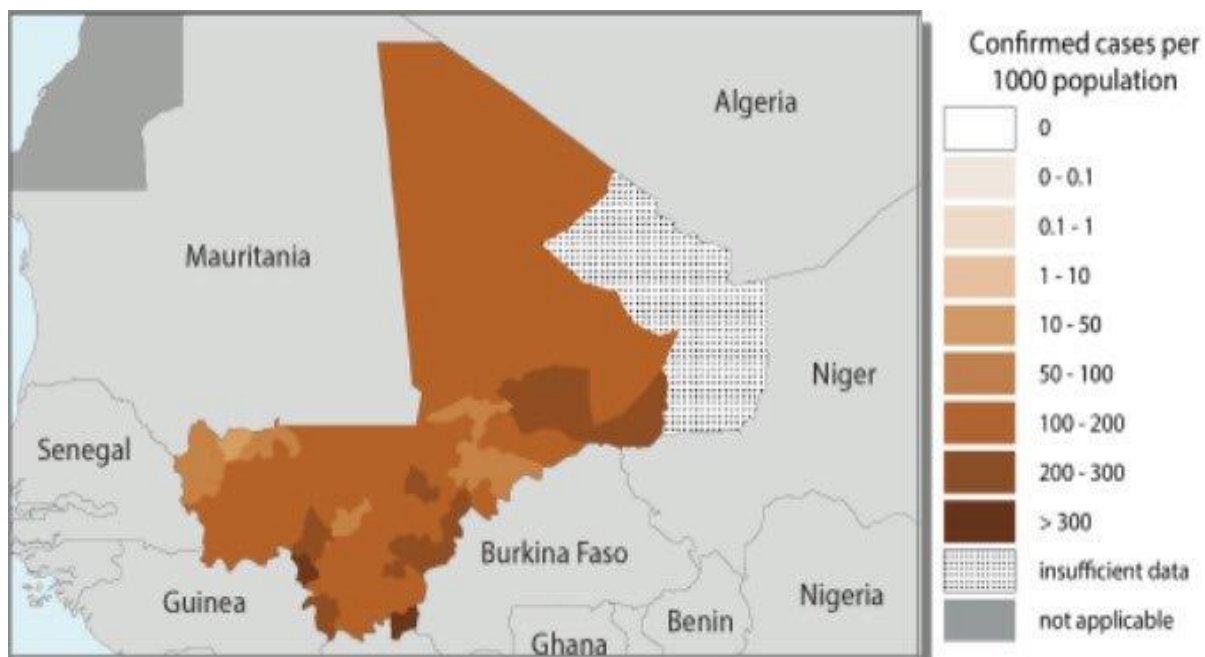 Confirmed cases per
1000 population
0
0 - 0.1
0.1 - 1
1 - 10
10 - 50
50 - 100
100 - 200
200 - 300
> 300
insufficient data
not applicable
Algeria
Mauritania
Niger
Senegal
Burkina Faso
Guinea
Nigeria
Benin
Ghana